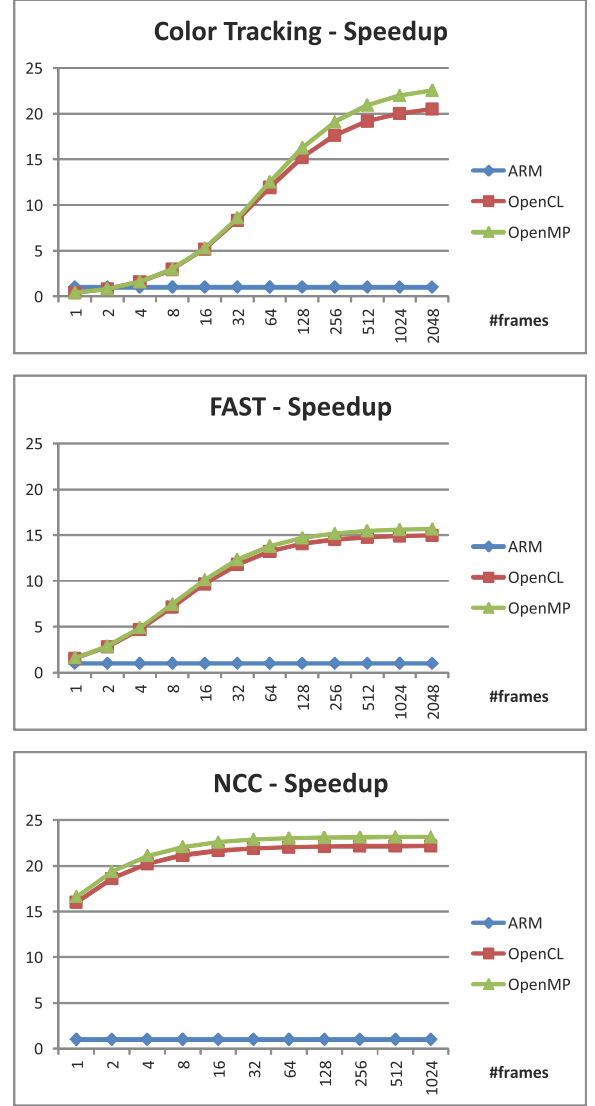 Color Tracking - Speedup
25
20
15
10
5
0
1 2 4 8 16 32 64 128 256 512 1024 2048
#frames
ARM
OpenCL
OpenMP
FAST - Speedup
25
20
15
10
5
0
1 2 4 8 16 32 64 128 256 512 1024 2048
#frames
ARM
OpenCL
OpenMP
NCC - Speedup
25
20
15
10
5
0
1 2 4 8 16 32 64 128 256 512 1024
#frames
ARM
OpenCL
OpenMP